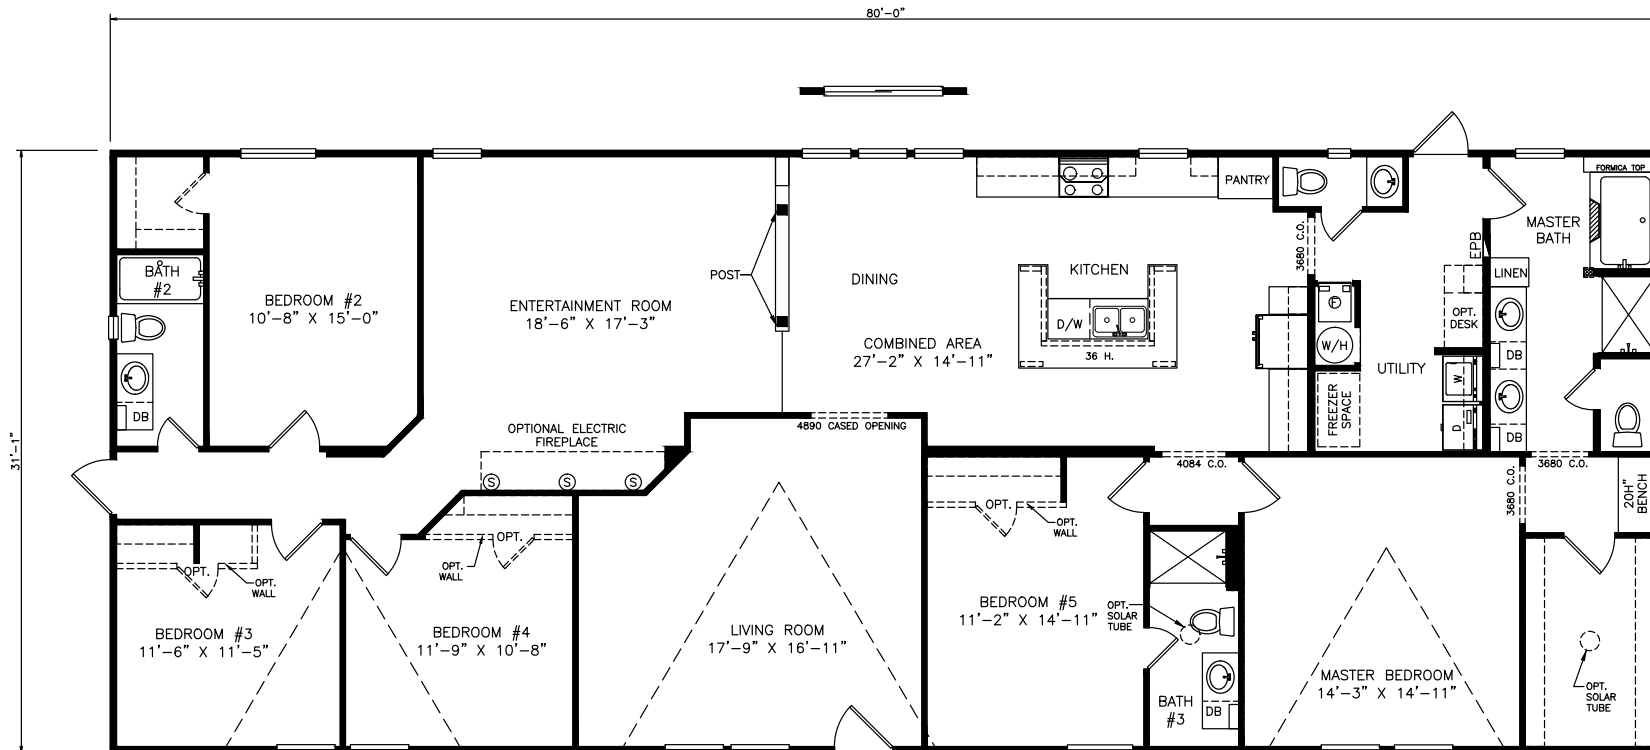 80'-0"
31'-1"
BATH
#2
DB
BEDROOM #2
10'-8" X 15'-0"
ENTERTAINMENT ROOM
18'-6" X 17'-3"
OPTIONAL ELECTRIC
FIREPLACE
S
S
S
POST
DINING
COMBINED AREA
27'-2" X 14'-11"
KITCHEN
D/W
36 H.
PANTRY
4890 CASED OPENING
3680 C.O.
F
W/H
FREEZER
SPACE
UTILITY
EPB
OPT.
DESK
W
D
FORMICA TOP
MASTER
BATH
LINEN
DB
DB
4084 C.O.
3680 C.O.
3680 C.O.
20H"
BENCH
OPT.
OPT.
WALL
BEDROOM #3
11'-6" X 11'-5"
OPT.
OPT.
WALL
BEDROOM #4
11'-9" X 10'-8"
LIVING ROOM
17'-9" X 16'-11"
OPT.
OPT.
WALL
BEDROOM #5
11'-2" X 14'-11"
OPT.
SOLAR
TUBE
BATH
#3
DB
MASTER BEDROOM
14'-3" X 14'-11"
OPT.
SOLAR
TUBE